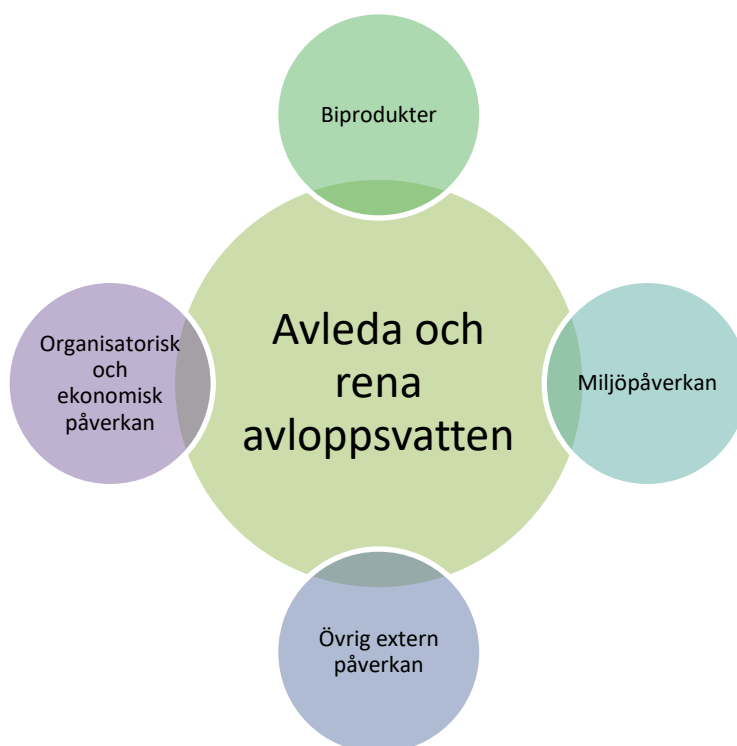 Biprodukter
Avleda och
rena
avloppsvatten
Organisatorisk
och
ekonomisk
påverkan
Miljöpåverkan
Övrig extern
påverkan